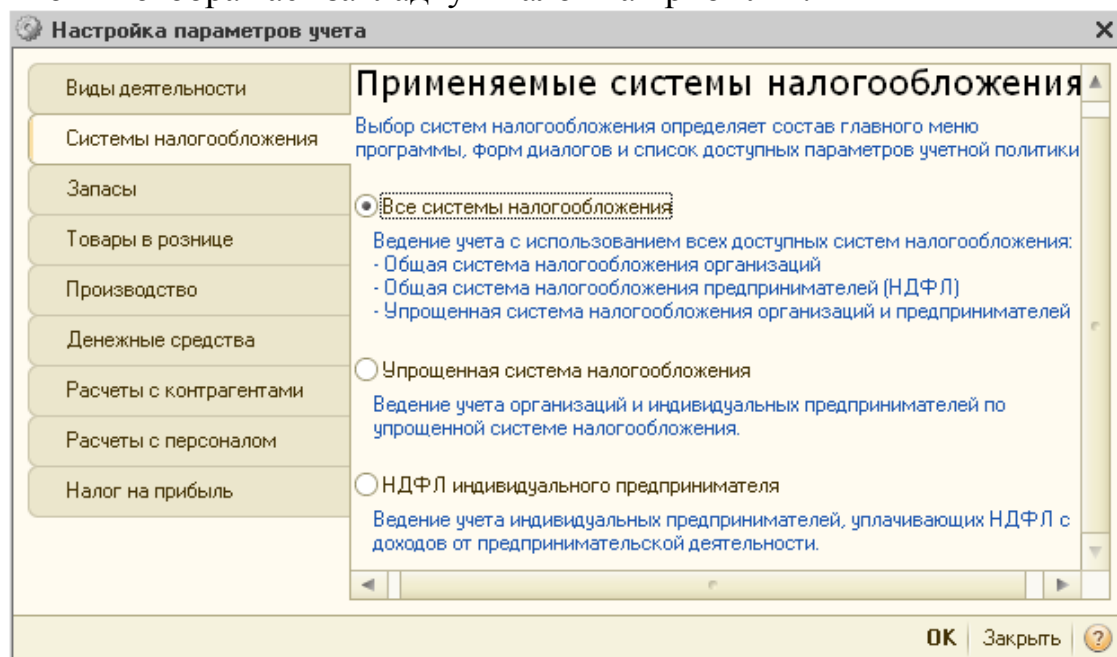 Настройка параметров учета
Виды деятельности
Системы налогообложения
Запасы
Товары в рознице
Производство
Денежные средства
Расчеты с контрагентами
Расчеты с персоналом
Налог на прибыль
Применяемые системы налогообложения
Выбор систем налогообложения определяет состав главного меню
программы, форм диалогов и список доступных параметров учетной политики
Все системы налогообложения
Ведение учета с использованием всех доступных систем налогообложения:
- Общая система налогообложения организаций
- Общая система налогообложения предпринимателей (НДФЛ)
- Упрощенная система налогообложения организаций и предпринимателей
Упрощенная система налогообложения
Ведение учета организаций и индивидуальных предпринимателей по
упрощенной системе налогообложения.
НДФЛ индивидуального предпринимателя
Ведение учета индивидуальных предпринимателей, уплачивающих НДФЛ с
доходов от предпринимательской деятельности.
ОК Закрыть ?